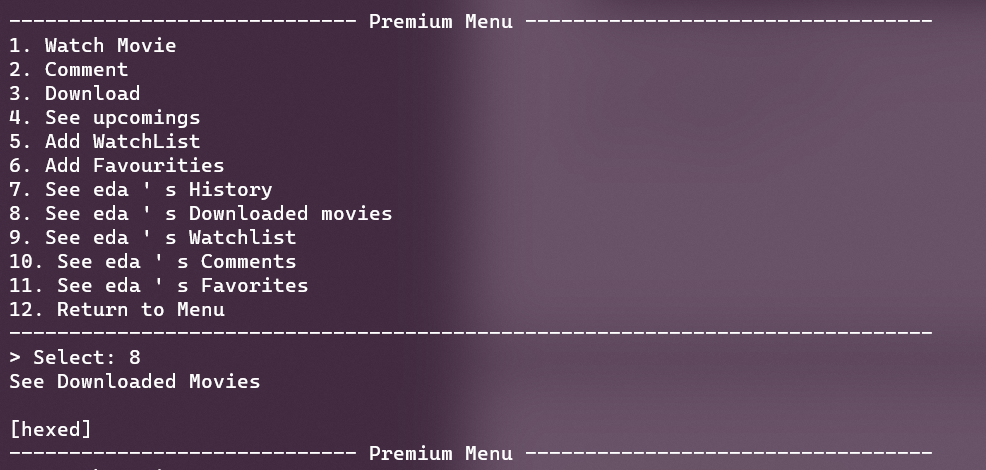 ----------------------------- Premium Menu ----------------------------------
1. Watch Movie
2. Comment
3. Download
4. See upcomings
5. Add WatchList
6. Add Favourities
7. See eda ' s History
8. See eda ' s Downloaded movies
9. See eda ' s Watchlist
10. See eda ' s Comments
11. See eda ' s Favorites
12. Return to Menu
-----------------------------------------------------------------------------
> Select: 8
See Downloaded Movies
[hexed]
----------------------------- Premium Menu ----------------------------------